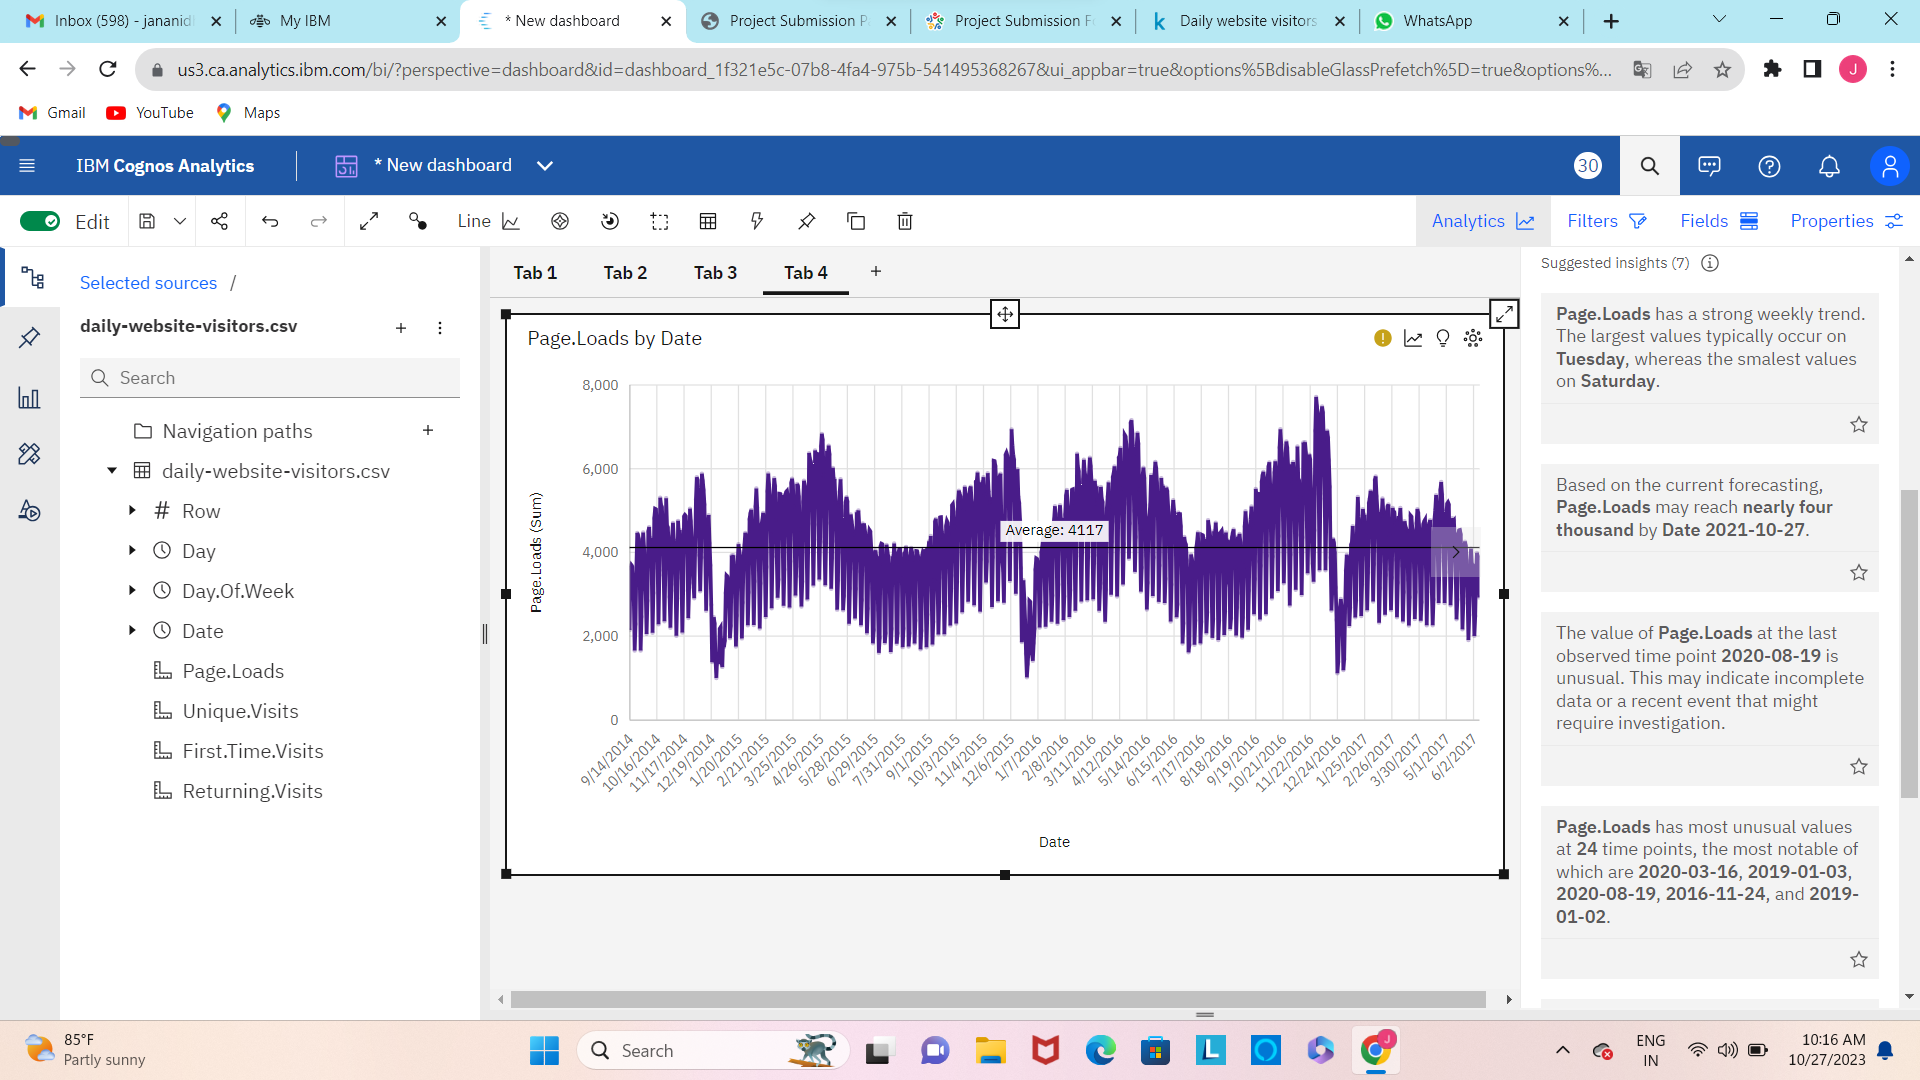 Inbox (598) - jananid
My IBM
* New dashboard
Project Submission P
Project Submission Fo
Daily website visitors
WhatsApp
us3.ca.analytics.ibm.com/bi/?perspective=dashboard&id=dashboard_1f321e5c-07b8-4fa4-975b-541495368267&ui_appbar=true&options%5BdisableGlassPrefetch%5D=true&options%...
J
Gmail
YouTube
Maps
IBM Cognos Analytics
* New dashboard
30
Edit
Line
Analytics
Filters
Fields
Properties
Selected sources /
daily-website-visitors.csv
Search
Navigation paths
daily-website-visitors.csv
Row
Day
Day.Of.Week
Date
Page.Loads
Unique.Visits
First.Time.Visits
Returning.Visits
Tab 1
Tab 2
Tab 3
Tab 4
Page.Loads by Date
Page.Loads (Sum)
8,000
6,000
4,000
2,000
0
Average: 4117
9/14/2014
10/16/2014
11/17/2014
12/19/2014
1/20/2015
2/21/2015
3/25/2015
4/26/2015
5/28/2015
6/29/2015
7/31/2015
9/1/2015
10/3/2015
11/4/2015
12/6/2015
1/7/2016
2/8/2016
3/11/2016
4/12/2016
5/14/2016
6/15/2016
7/17/2016
8/18/2016
9/19/2016
10/21/2016
11/22/2016
12/24/2016
1/25/2017
2/26/2017
3/30/2017
5/1/2017
6/2/2017
Date
Suggested insights (7)
Page.Loads has a strong weekly trend.
The largest values typically occur on
Tuesday, whereas the smalest values
on Saturday.
Based on the current forecasting,
Page.Loads may reach nearly four
thousand by Date 2021-10-27.
The value of Page.Loads at the last
observed time point 2020-08-19 is
unusual. This may indicate incomplete
data or a recent event that might
require investigation.
Page.Loads has most unusual values
at 24 time points, the most notable of
which are 2020-03-16, 2019-01-03,
2020-08-19, 2016-11-24, and 2019-
01-02.
85°F
Partly sunny
Search
J
ENG
IN
10:16 AM
10/27/2023